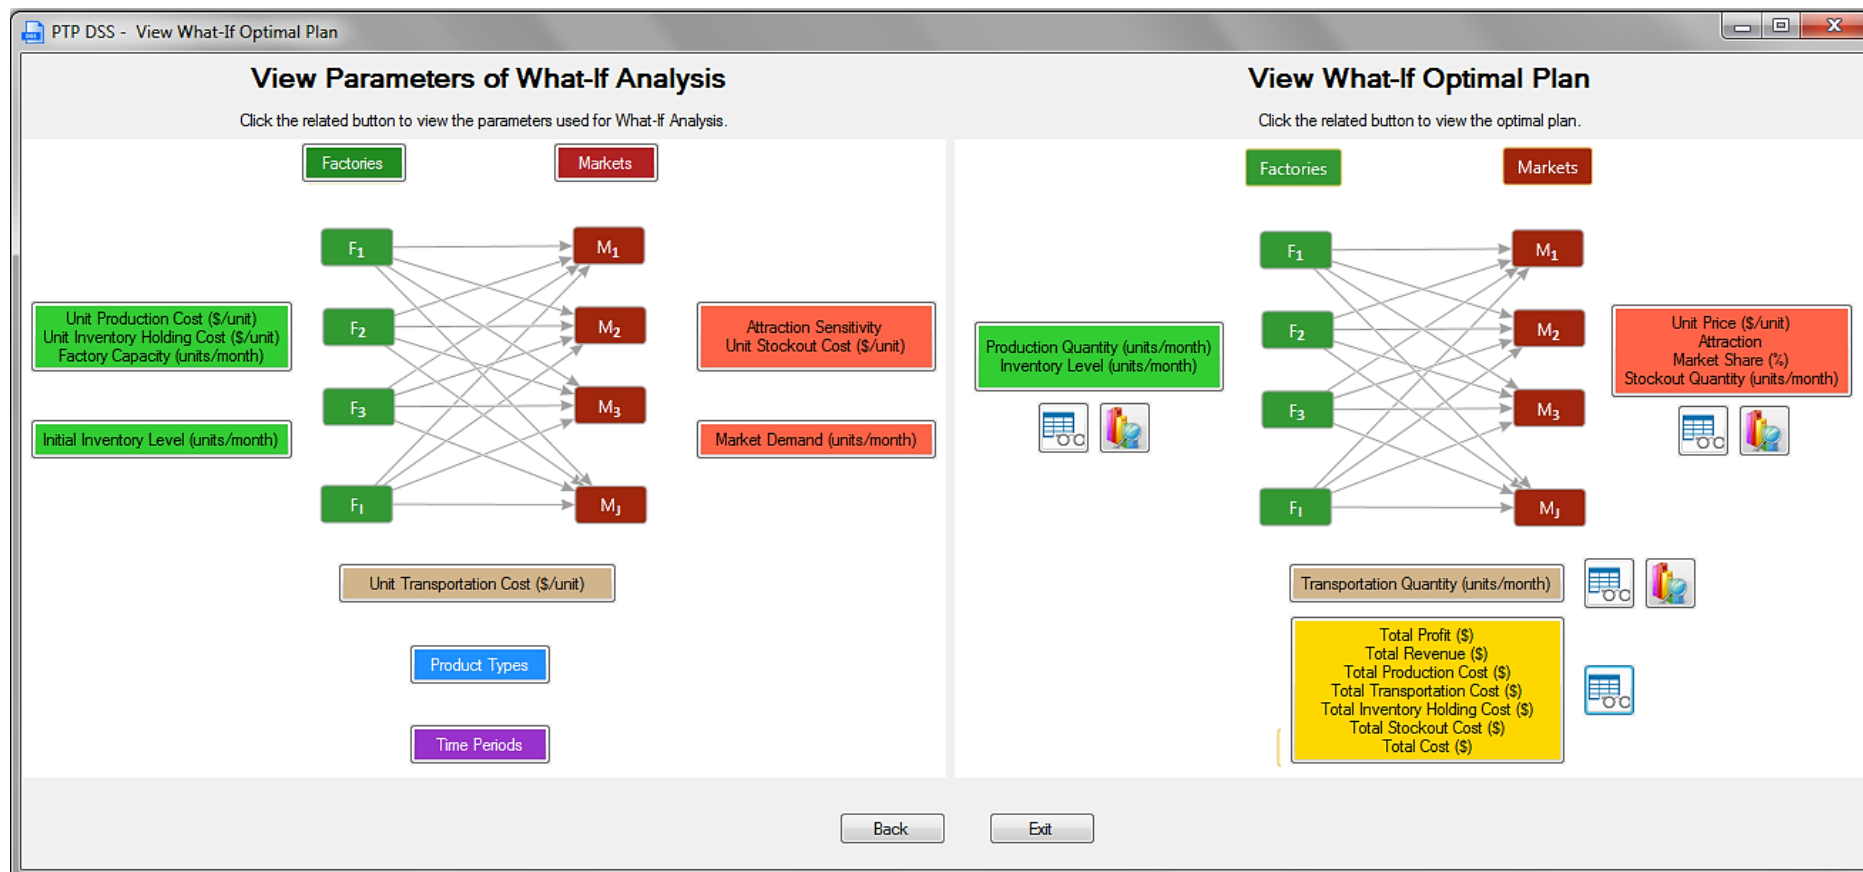 PTP DSS - View What-If Optimal Plan
View Parameters of What-If Analysis
Click the related button to view the parameters used for What-If Analysis.
Factories
Markets
F1
M1
F2
M2
F3
M3
FI
MJ
Unit Production Cost ($/unit)
Unit Inventory Holding Cost ($/unit)
Factory Capacity (units/month)
Initial Inventory Level (units/month)
Attraction Sensitivity
Unit Stockout Cost ($/unit)
Market Demand (units/month)
Unit Transportation Cost ($/unit)
Product Types
Time Periods
View What-If Optimal Plan
Click the related button to view the optimal plan.
Factories
Markets
F1
M1
F2
M2
F3
M3
FI
MJ
Production Quantity (units/month)
Inventory Level (units/month)
Unit Price ($/unit)
Attraction
Market Share (%)
Stockout Quantity (units/month)
Transportation Quantity (units/month)
Total Profit ($)
Total Revenue ($)
Total Production Cost ($)
Total Transportation Cost ($)
Total Inventory Holding Cost ($)
Total Stockout Cost ($)
Total Cost ($)
Back
Exit